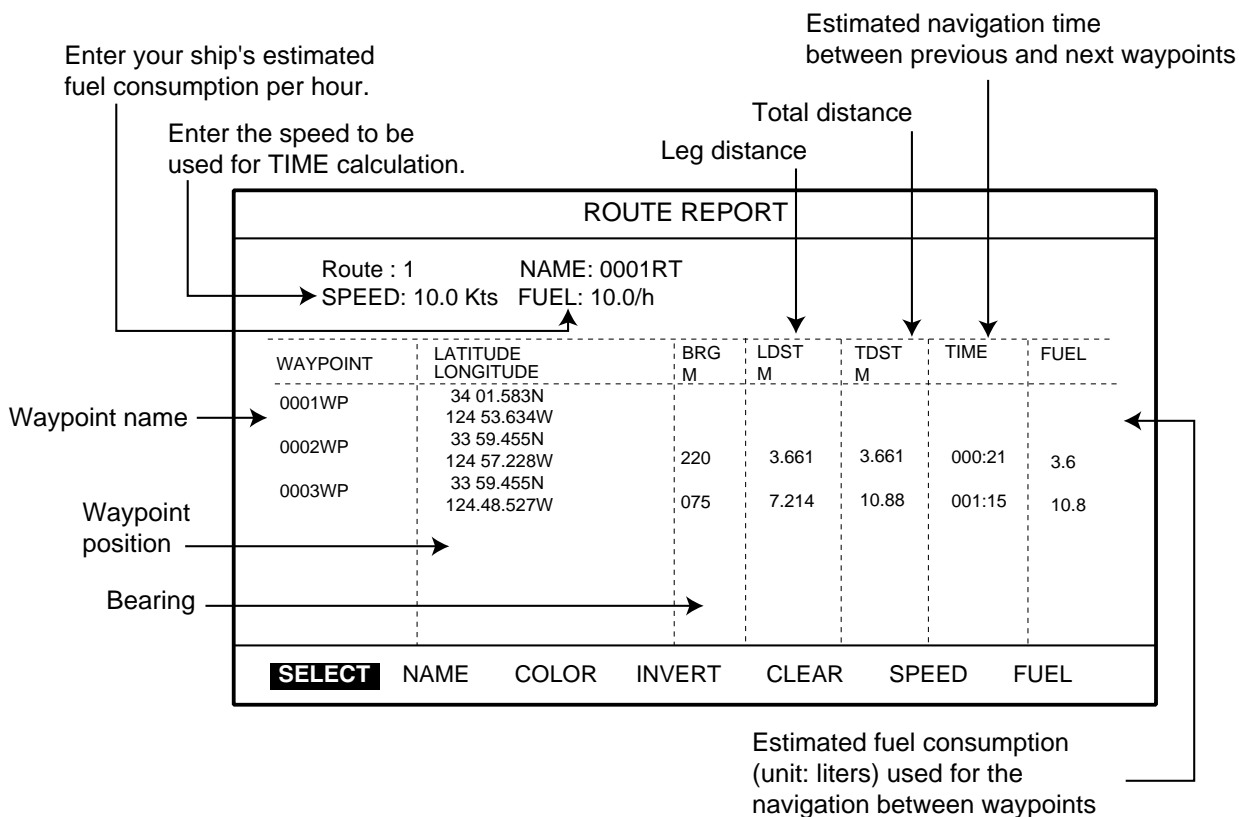 Estimated navigation time
between previous and next waypoints
Enter your ship's estimated
fuel consumption per hour.
Total distance
Enter the speed to be
used for TIME calculation.
Leg distance
ROUTE REPORT
Route : 1 NAME: 0001RT
SPEED: 10.0 Kts FUEL: 10.0/h
WAYPOINT LATITUDE BRG LDST TDST TIME FUEL
LONGITUDE M M M
0001WP 34 01.583N
124 53.634W
Waypoint name
0002WP 33 59.455N
124 57.228W 220 3.661 3.661 000:21 3.6
0003WP 33 59.455N
124.48.527W 075 7.214 10.88 001:15 10.8
Waypoint
position
Bearing
SELECT NAME COLOR INVERT CLEAR SPEED FUEL
Estimated fuel consumption
(unit: liters) used for the
navigation between waypoints